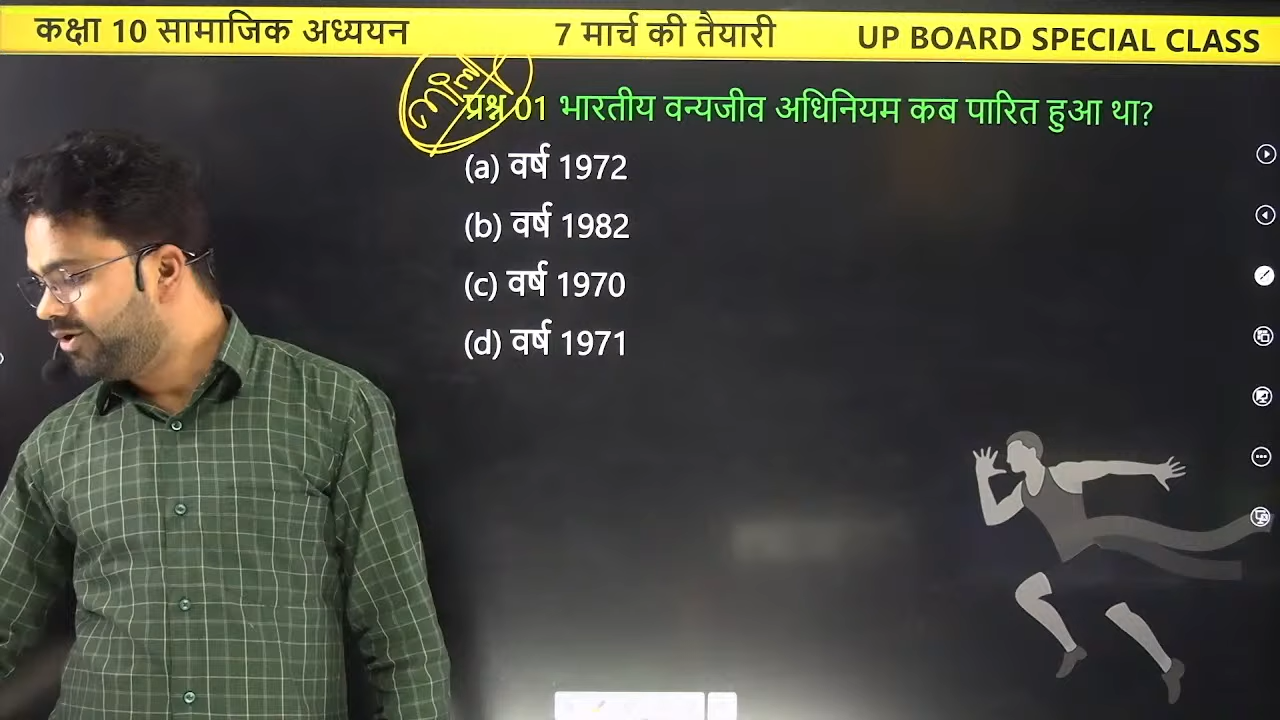 कक्षा 10 सामाजिक अध्ययन 7 मार्च की तैयारी UP BOARD SPECIAL CLASS
प्रश्न 01 भारतीय वन्यजीव अधिनियम कब पारित हुआ था?
(a) वर्ष 1972
(b) वर्ष 1982
(c) वर्ष 1970
(d) वर्ष 1971